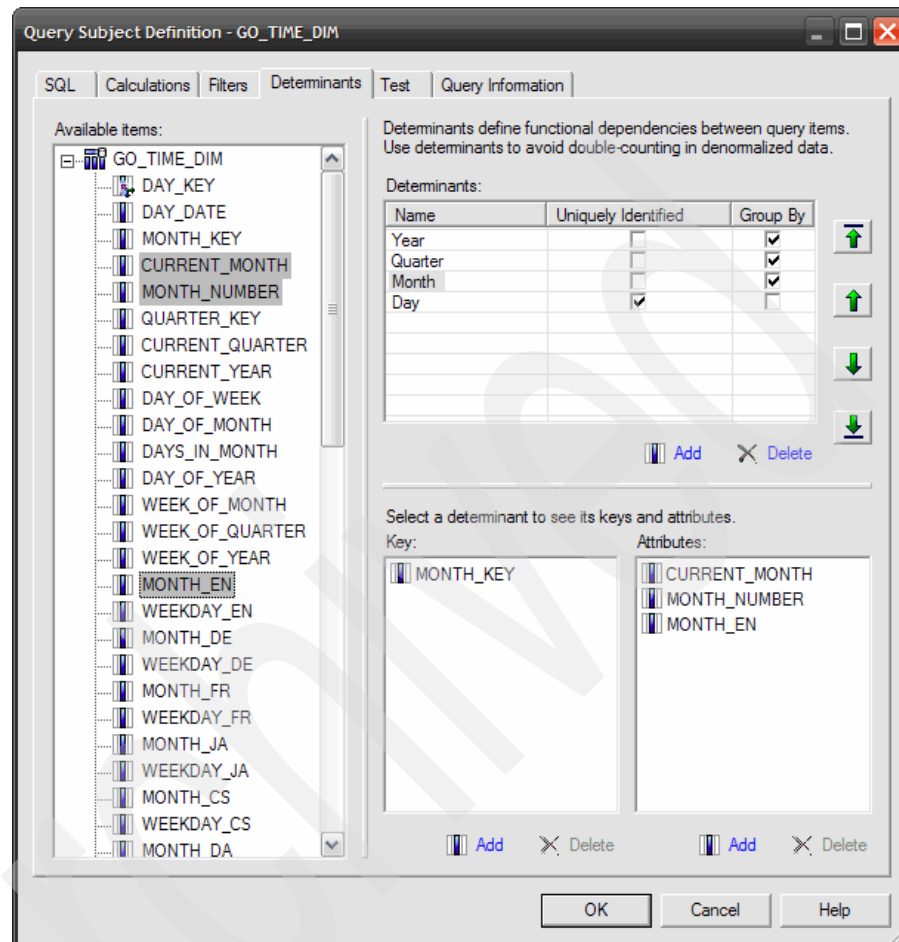 Query Subject Definition - GO_TIME_DIM
SQL
Calculations
Filters
Determinants
Test
Query Information
Available items:
GO_TIME_DIM
DAY_KEY
DAY_DATE
MONTH_KEY
CURRENT_MONTH
MONTH_NUMBER
QUARTER_KEY
CURRENT_QUARTER
CURRENT_YEAR
DAY_OF_WEEK
DAY_OF_MONTH
DAYS_IN_MONTH
DAY_OF_YEAR
WEEK_OF_MONTH
WEEK_OF_QUARTER
WEEK_OF_YEAR
MONTH_EN
WEEKDAY_EN
MONTH_DE
WEEKDAY_DE
MONTH_FR
WEEKDAY_FR
MONTH_JA
WEEKDAY_JA
MONTH_CS
WEEKDAY_CS
MONTH_DA
Determinants define functional dependencies between query items.
Use determinants to avoid double-counting in denormalized data.
Determinants:
Name Uniquely Identified Group By
Year
Quarter
Month
Day
Add Delete
Select a determinant to see its keys and attributes.
Key:
MONTH_KEY
Add Delete
Attributes:
CURRENT_MONTH
MONTH_NUMBER
MONTH_EN
Add Delete
OK Cancel Help